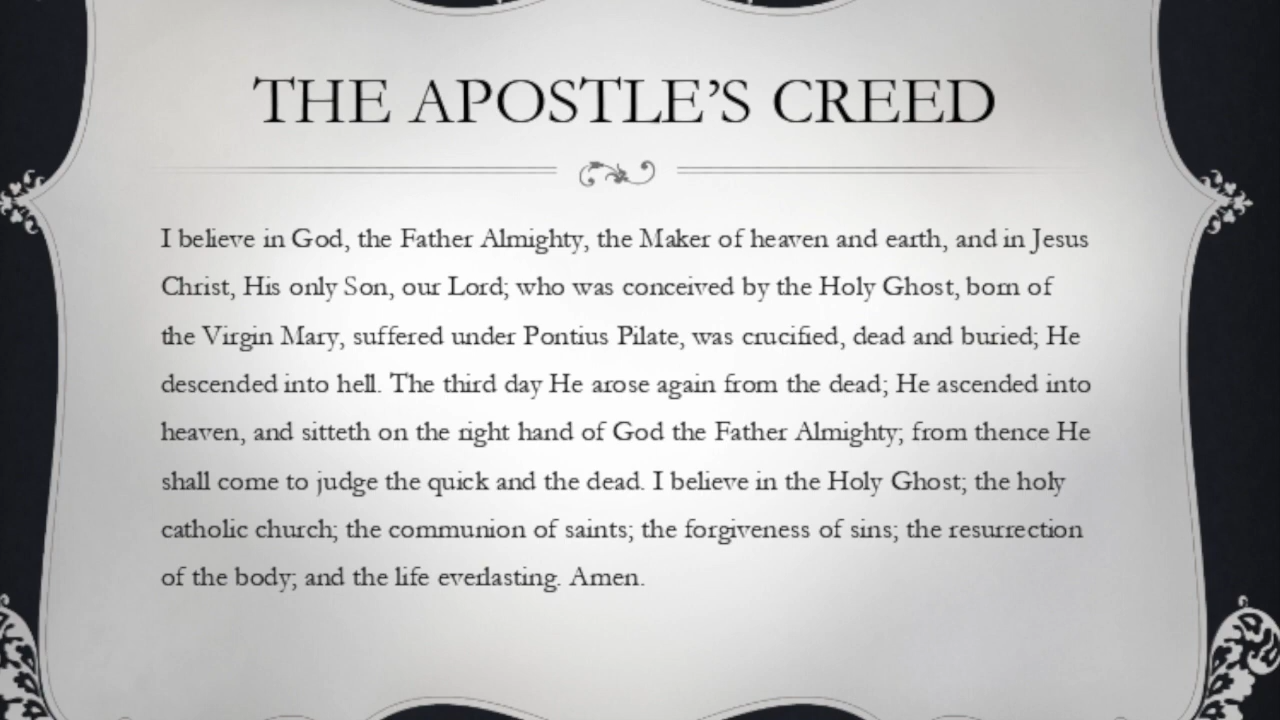 THE APOSTLE’S CREED
I believe in God, the Father Almighty, the Maker of heaven and earth, and in Jesus
Christ, His only Son, our Lord; who was conceived by the Holy Ghost, born of
the Virgin Mary, suffered under Pontius Pilate, was crucified, dead and buried; He
descended into hell. The third day He arose again from the dead; He ascended into
heaven, and sitteth on the right hand of God the Father Almighty; from thence He
shall come to judge the quick and the dead. I believe in the Holy Ghost; the holy
catholic church; the communion of saints; the forgiveness of sins; the resurrection
of the body; and the life everlasting. Amen.